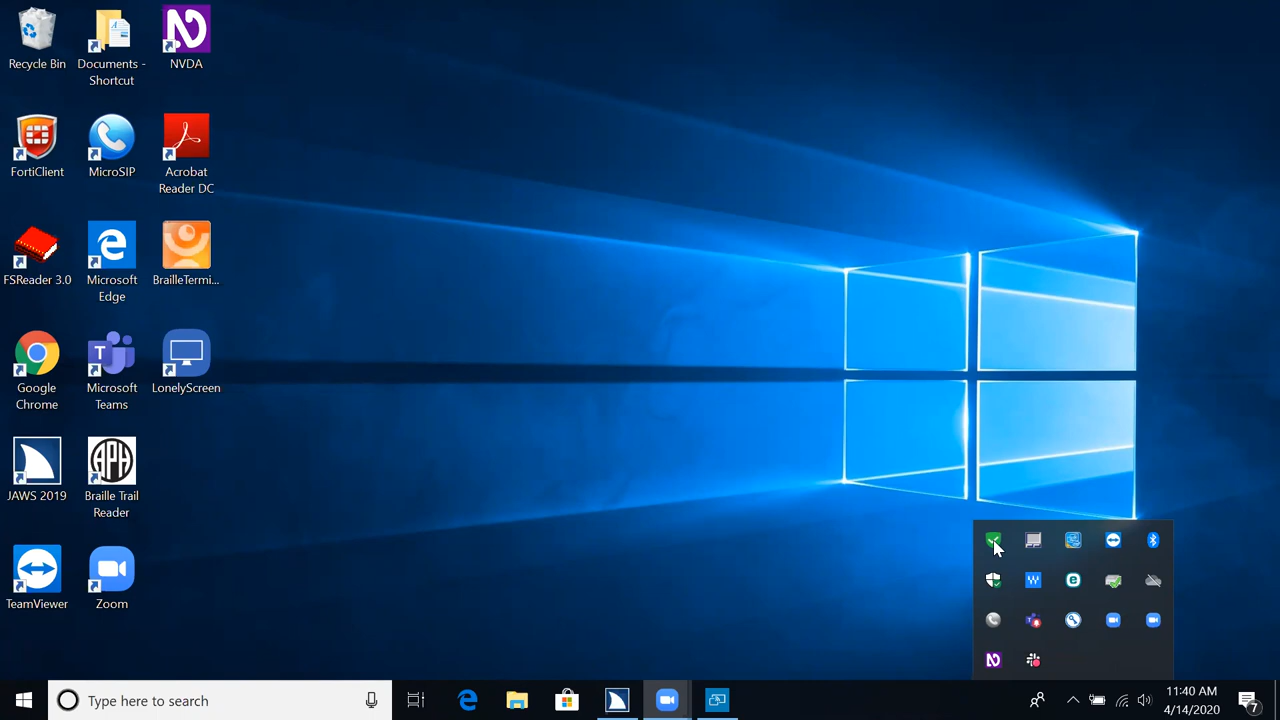 Recycle Bin
Documents -
Shortcut
NVDA
FortiClient
MicroSIP
Acrobat
Reader DC
FSReader 3.0
Microsoft
Edge
BrailleTermi...
Google
Chrome
Microsoft
Teams
LonelyScreen
JAWS 2019
APH
Braille Trail
Reader
TeamViewer
Zoom
Type here to search
11:40 AM
4/14/2020
7